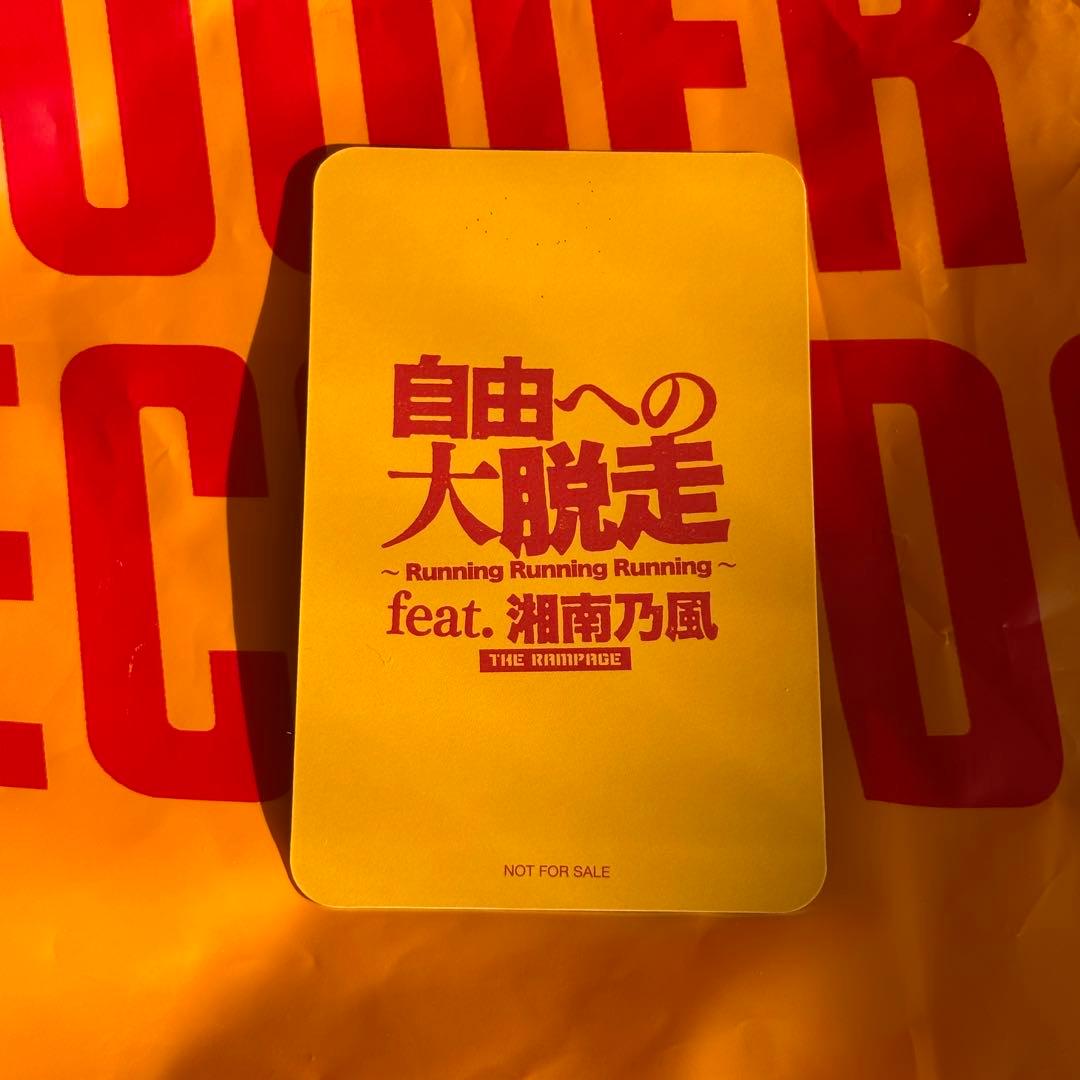 自由への
大脱走
~ Running Running Running ~
feat. 湘南乃風
THE RAMPAGE
NOT FOR SALE